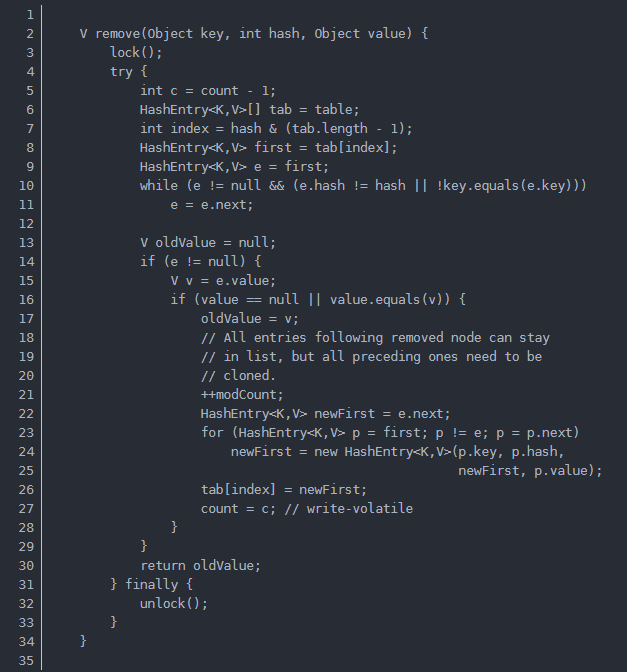 1
2    V remove(Object key, int hash, Object value) {
3        lock();
4        try {
5            int c = count - 1;
6            HashEntry<K,V>[] tab = table;
7            int index = hash & (tab.length - 1);
8            HashEntry<K,V> first = tab[index];
9            HashEntry<K,V> e = first;
10            while (e != null && (e.hash != hash || !key.equals(e.key)))
11                e = e.next;
12
13            V oldValue = null;
14            if (e != null) {
15                V v = e.value;
16                if (value == null || value.equals(v)) {
17                    oldValue = v;
18                    // All entries following removed node can stay
19                    // in list, but all preceding ones need to be
20                    // cloned.
21                    ++modCount;
22                    HashEntry<K,V> newFirst = e.next;
23                    for (HashEntry<K,V> p = first; p != e; p = p.next)
24                        newFirst = new HashEntry<K,V>(p.key, p.hash,
25                                                      newFirst, p.value);
26                    tab[index] = newFirst;
27                    count = c; // write-volatile
28                }
29            }
30            return oldValue;
31        } finally {
32            unlock();
33        }
34    }
35